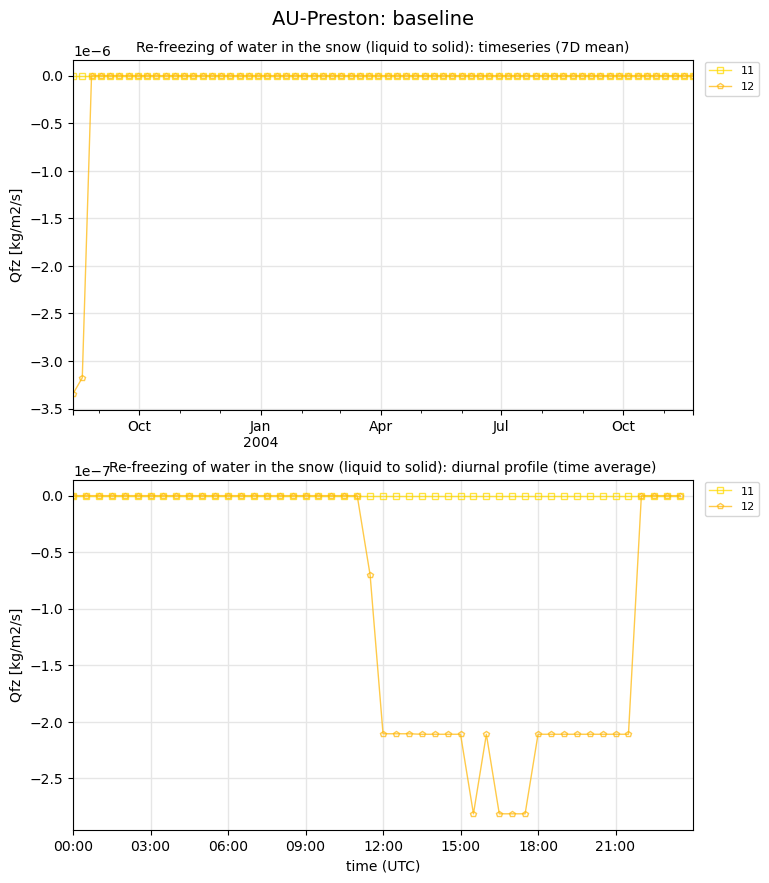 AU-Preston: baseline
1e−6
Re-freezing of water in the snow (liquid to solid): timeseries (7D mean)
11
12
0.0
−0.5
−1.0
−1.5
−2.0
−2.5
−3.0
−3.5
Qfz [kg/m2/s]
Oct
Jan
2004
Apr
Jul
Oct
1e−7
Re-freezing of water in the snow (liquid to solid): diurnal profile (time average)
11
12
0.0
−0.5
−1.0
−1.5
−2.0
−2.5
Qfz [kg/m2/s]
00:00
03:00
06:00
09:00
12:00
15:00
18:00
21:00
time (UTC)